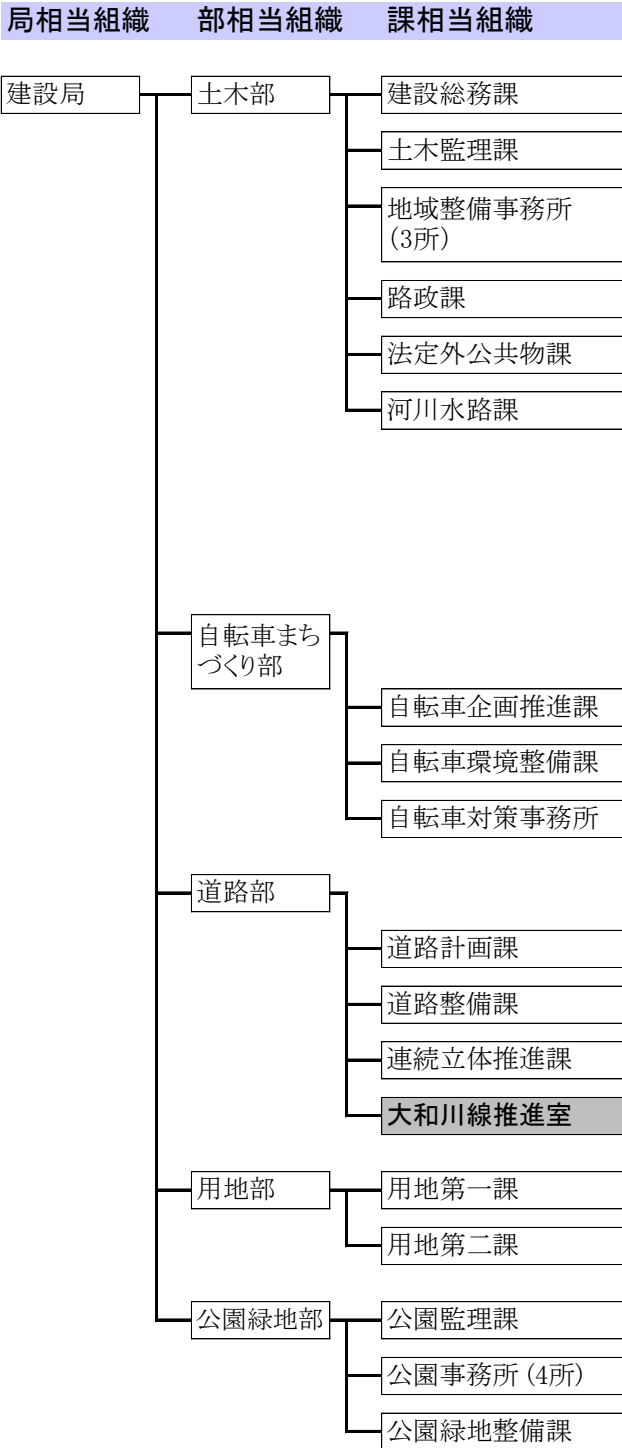 局相当組織 部相当組織 課相当組織
建設局 土木部 建設総務課
土木監理課
地域整備事務所
(3所)
路政課
法定外公共物課
河川水路課
自転車まち
づくり部
自転車企画推進課
自転車環境整備課
自転車対策事務所
道路部
道路計画課
道路整備課
連続立体推進課
大和川線推進室
用地部 用地第一課
用地第二課
公園緑地部 公園監理課
公園事務所 (4所)
公園緑地整備課